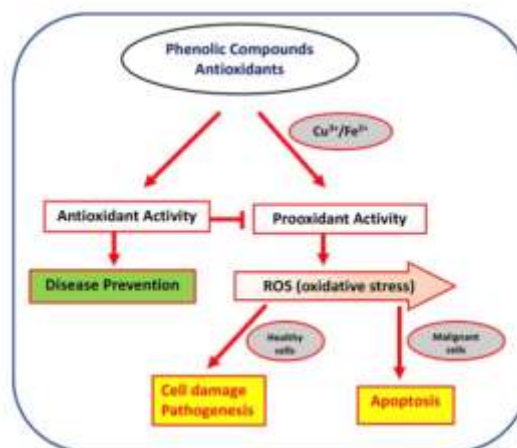 Phenolic Compounds
Antioxidants
Cu²⁺/Fe²⁺
Antioxidant Activity
Prooxidant Activity
Disease Prevention
ROS (oxidative stress)
Healthy
cells
Malignant
cells
Cell damage
Pathogenesis
Apoptosis